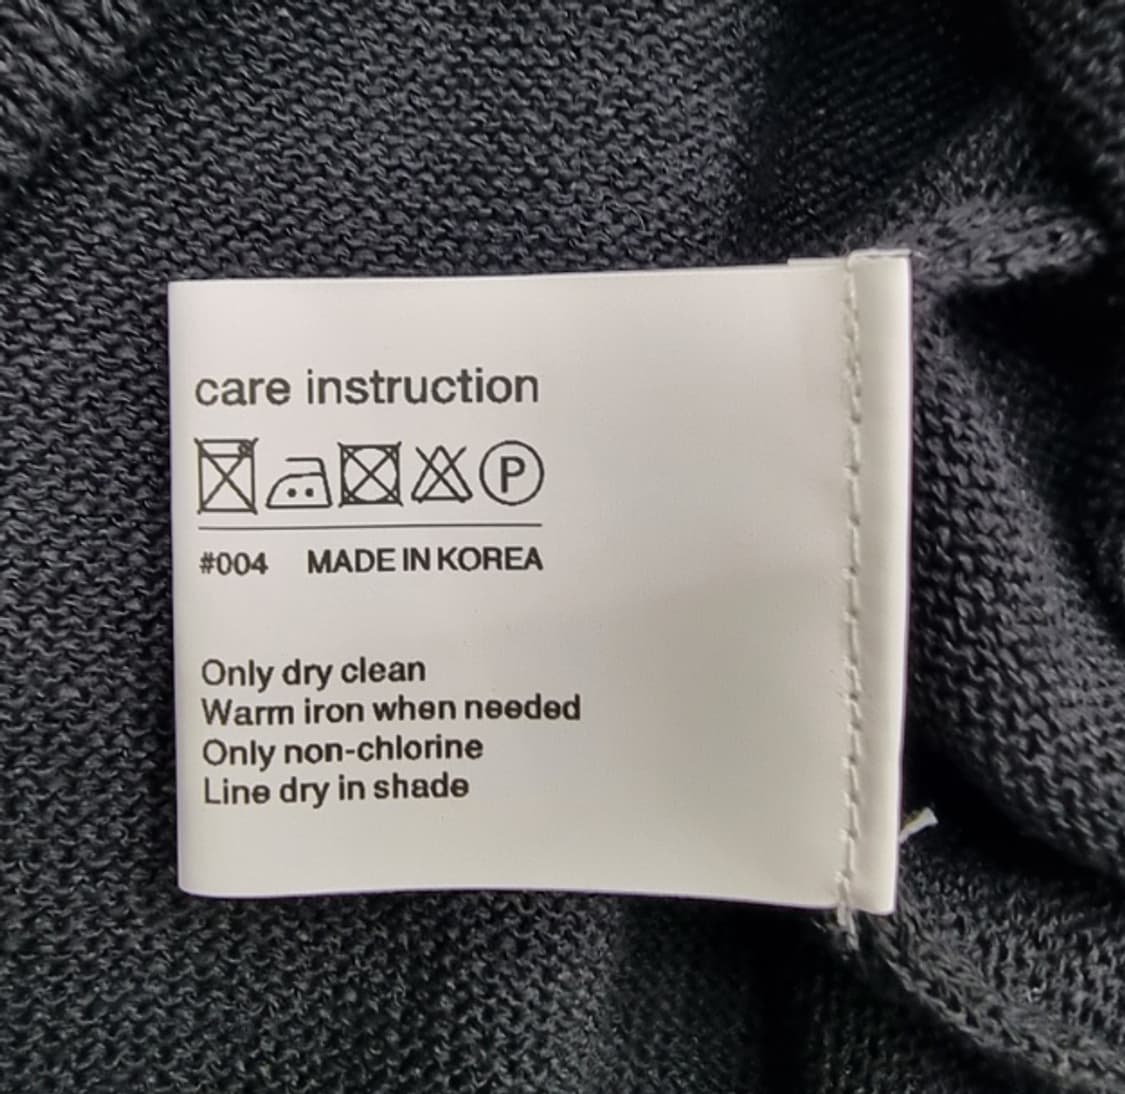 care instruction
P
#004 MADE IN KOREA
Only dry clean
Warm iron when needed
Only non-chlorine
Line dry in shade